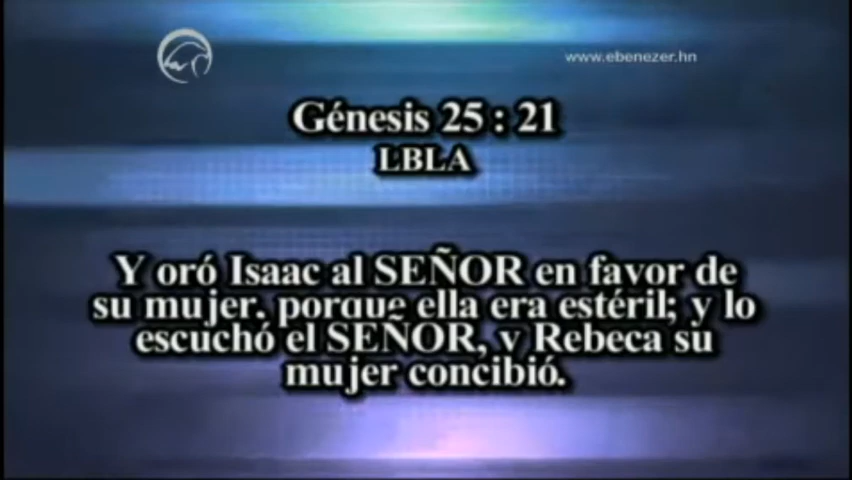 www.ebenezer.hn
Génesis 25 : 21
LBLA
Y oró Isaac al SEÑOR en favor de
su mujer, porque ella era estéril; y lo
escuchó el SEÑOR, y Rebeca su
mujer concibió.